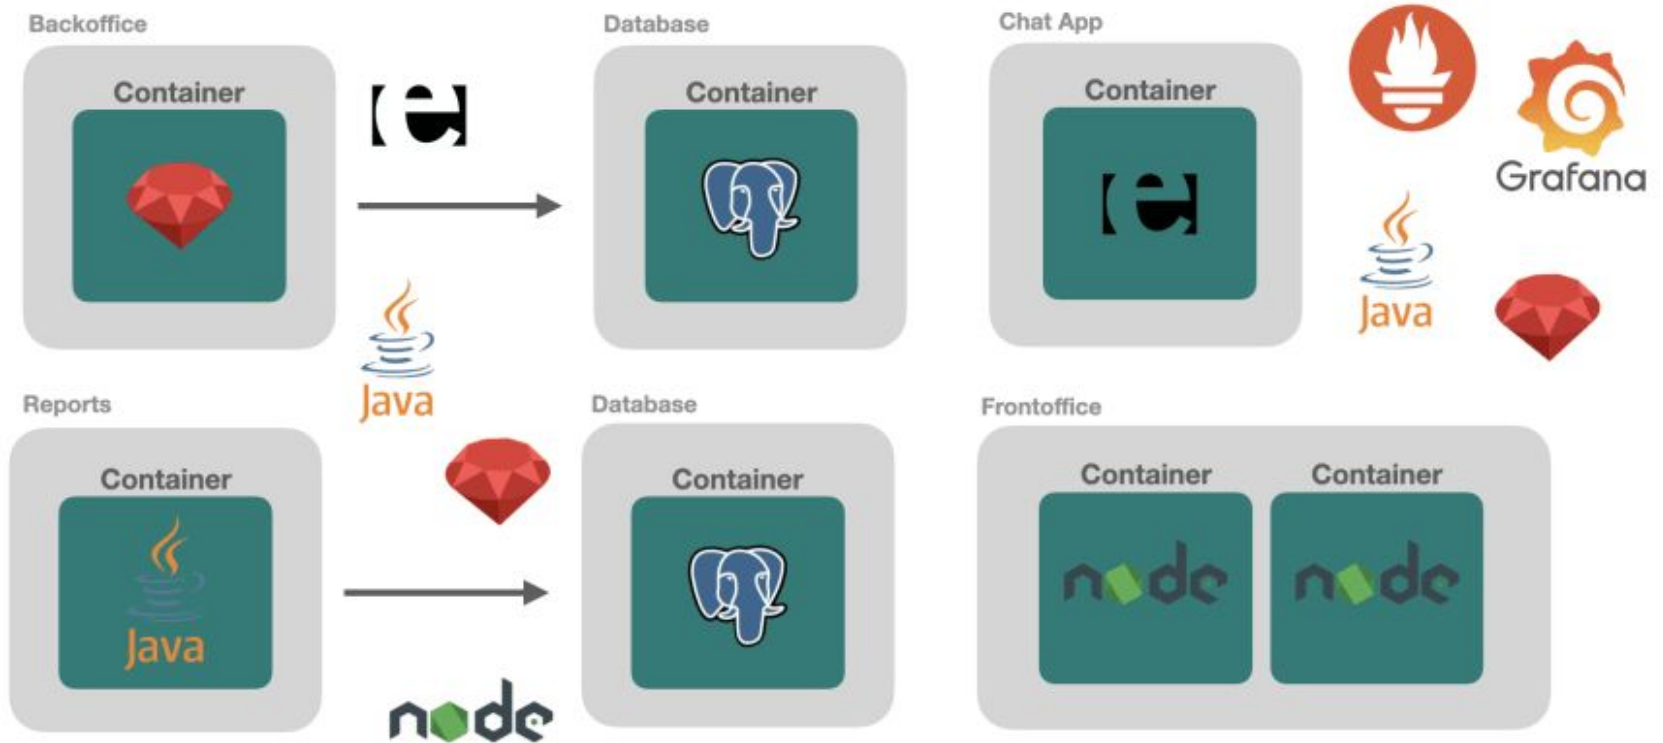 Backoffice
Database
Chat App
Container
Container
Container
e
e
Grafana
Java
Java
Reports
Database
Frontoffice
Container
Container
Container
Container
Java
node
node
node